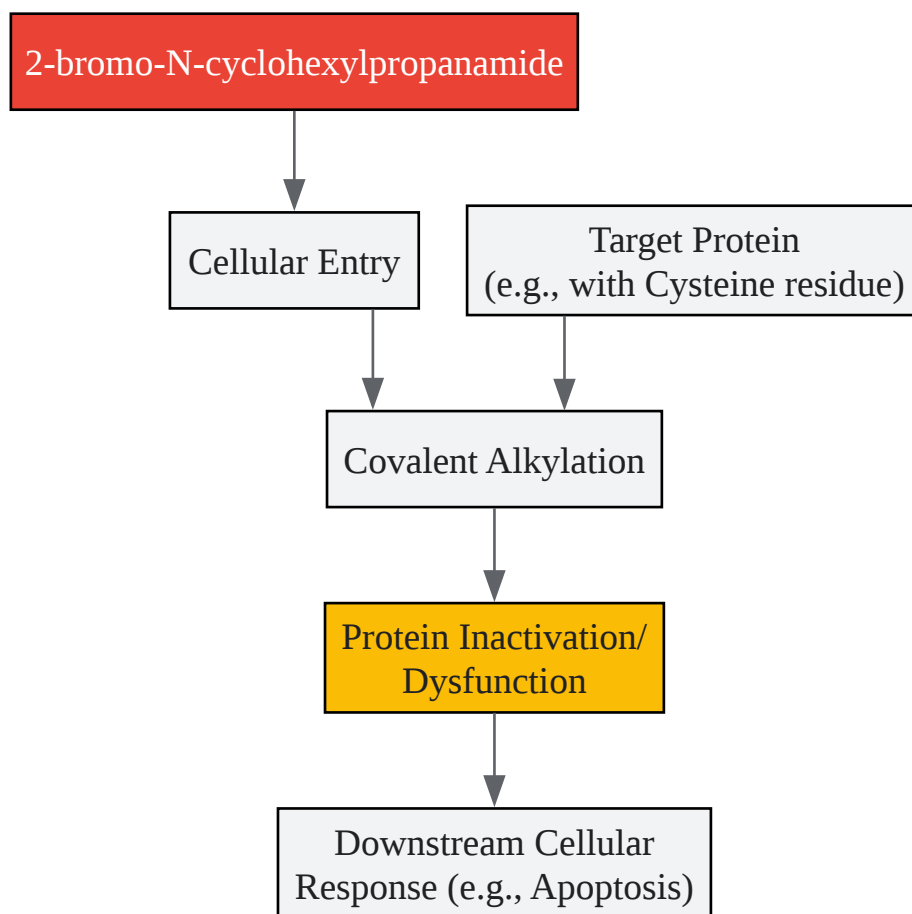 2-bromo-N-cyclohexylpropanamide
Cellular Entry
Target Protein
(e.g., with Cysteine residue)
Covalent Alkylation
Protein Inactivation/
Dysfunction
Downstream Cellular
Response (e.g., Apoptosis)